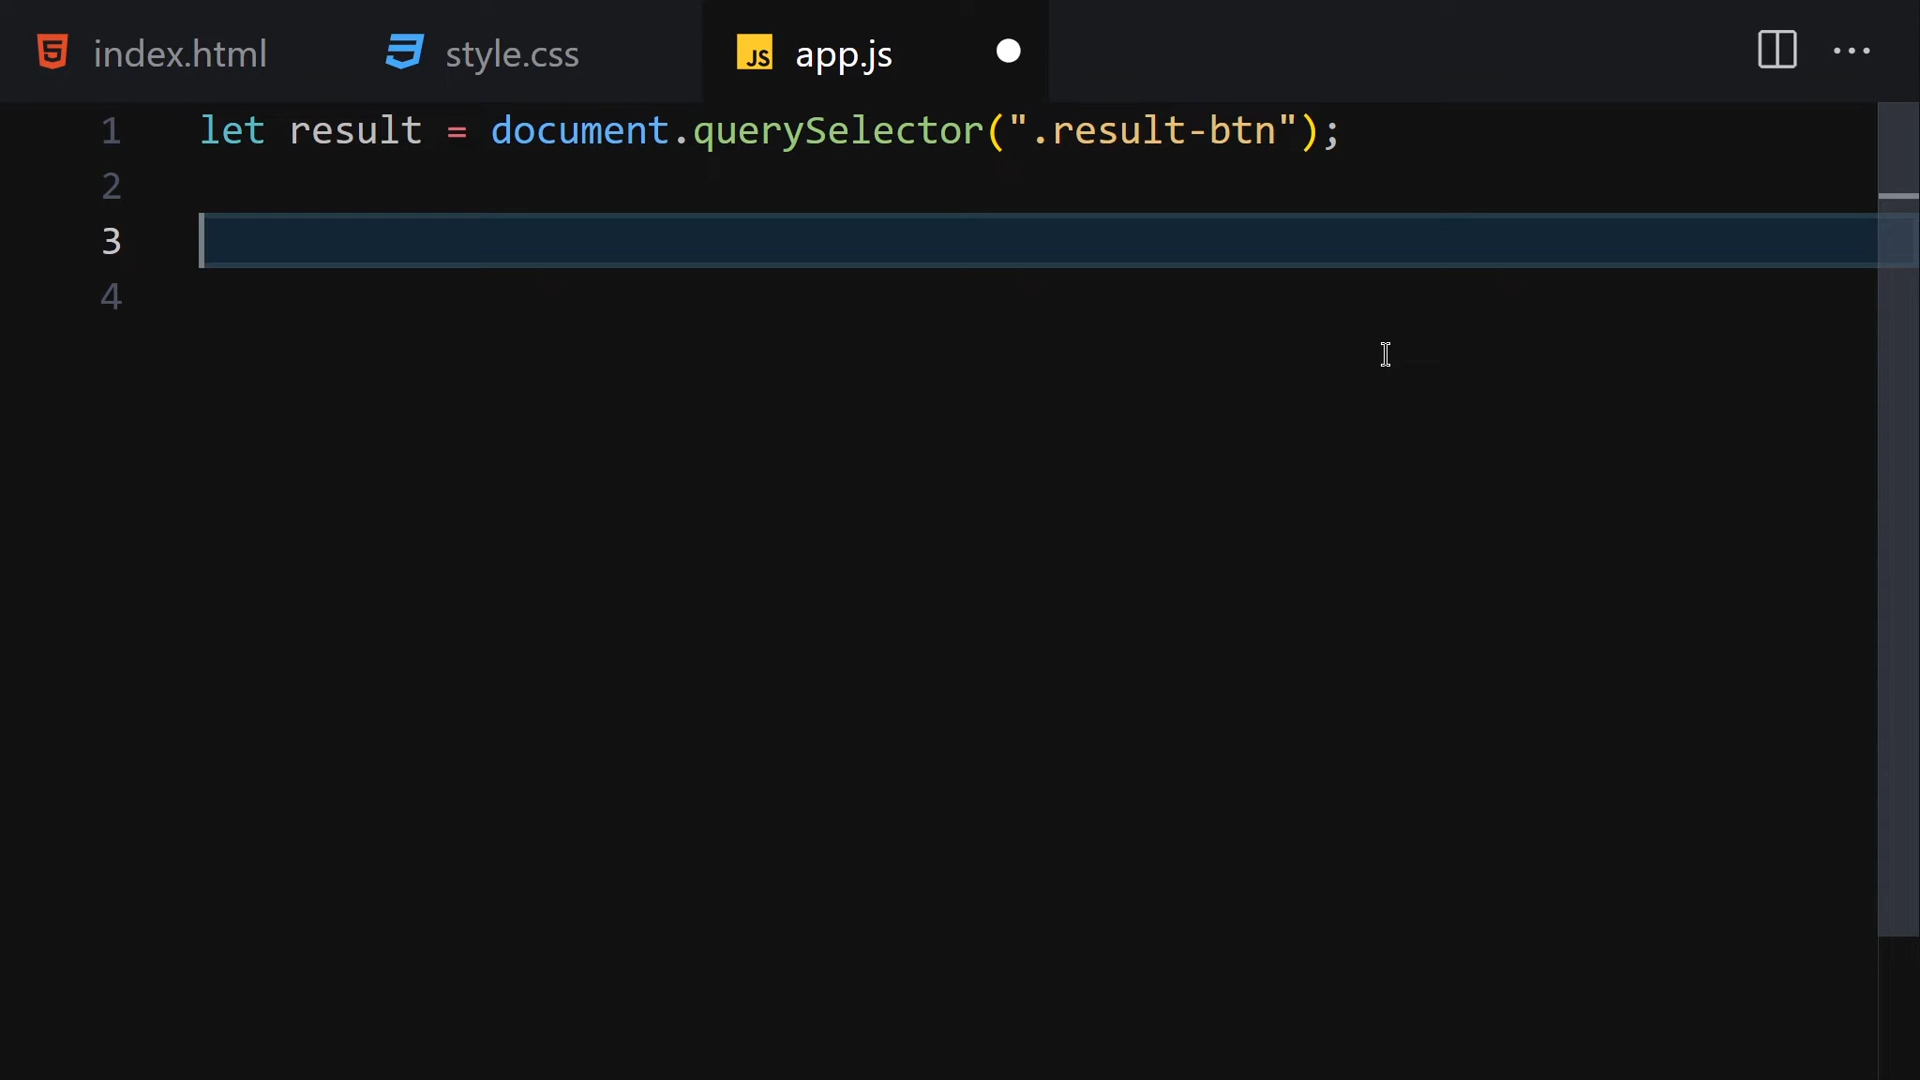 index.html style.css JS app.js
1 let result = document.querySelector(".result-btn");
2
3
4